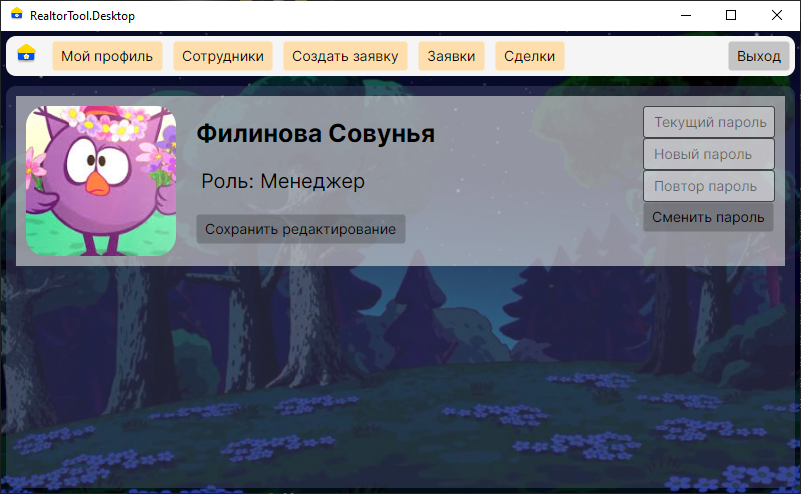 RealtorTool.Desktop
Мой профиль Сотрудники Создать заявку Заявки Сделки Выход
Филинова Совунья
Роль: Менеджер
Сохранить редактирование
Текущий пароль
Новый пароль
Повтор пароль
Сменить пароль